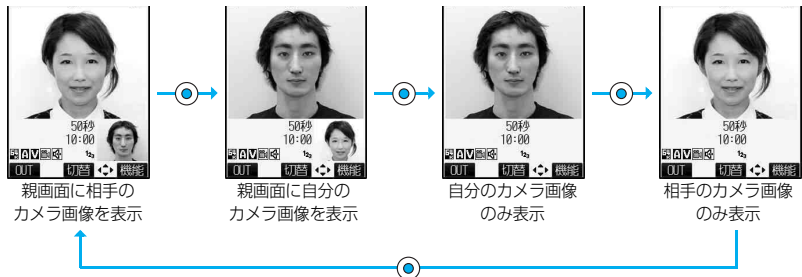 50秒
10:00
123
OUT 切替 機能
親画面に相手の
カメラ画像を表示
50秒
10:00
123
OUT 切替 機能
親画面に自分の
カメラ画像を表示
50秒
10:00
123
OUT 切替 機能
自分のカメラ画像
のみ表示
50秒
10:00
123
OUT 切替 機能
相手のカメラ画像
のみ表示